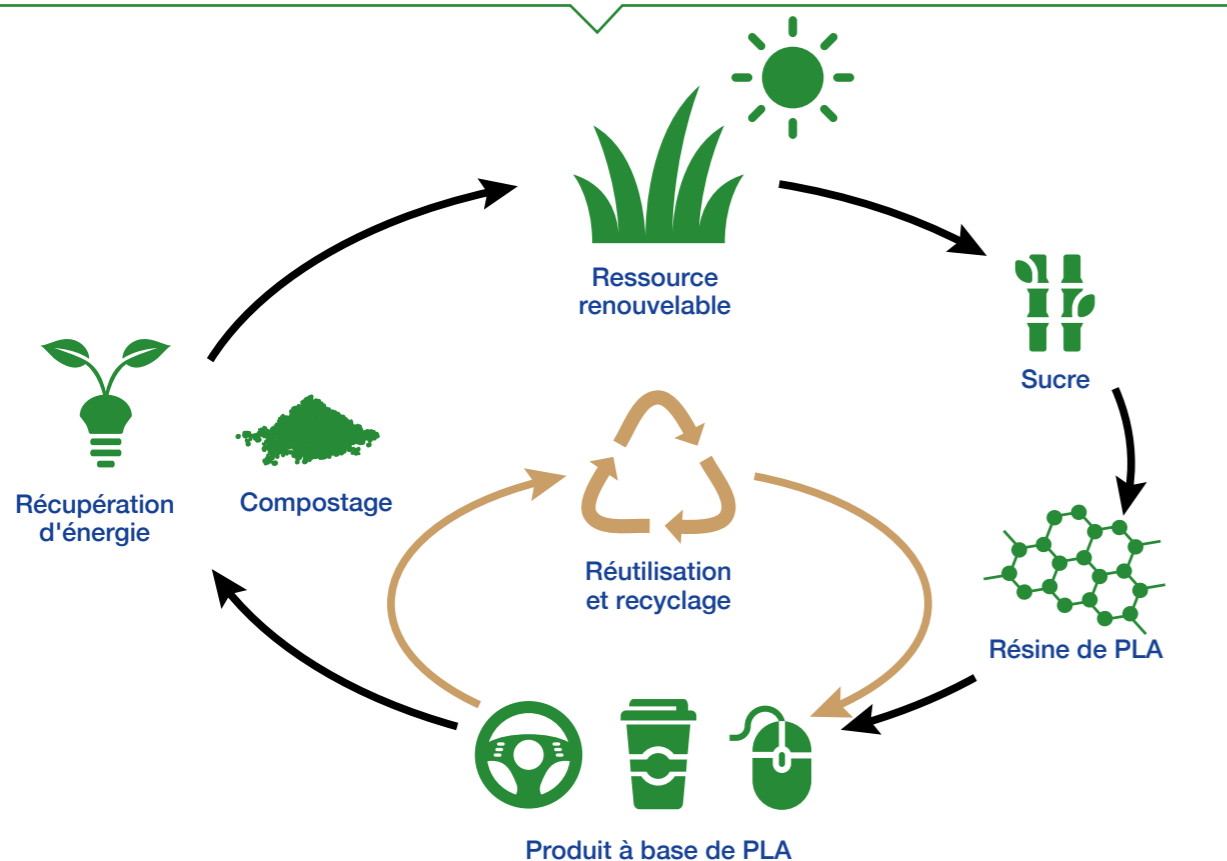 Ressource
renouvelable
Sucre
Récupération
d'énergie
Compostage
Réutilisation
et recyclage
Résine de PLA
Produit à base de PLA